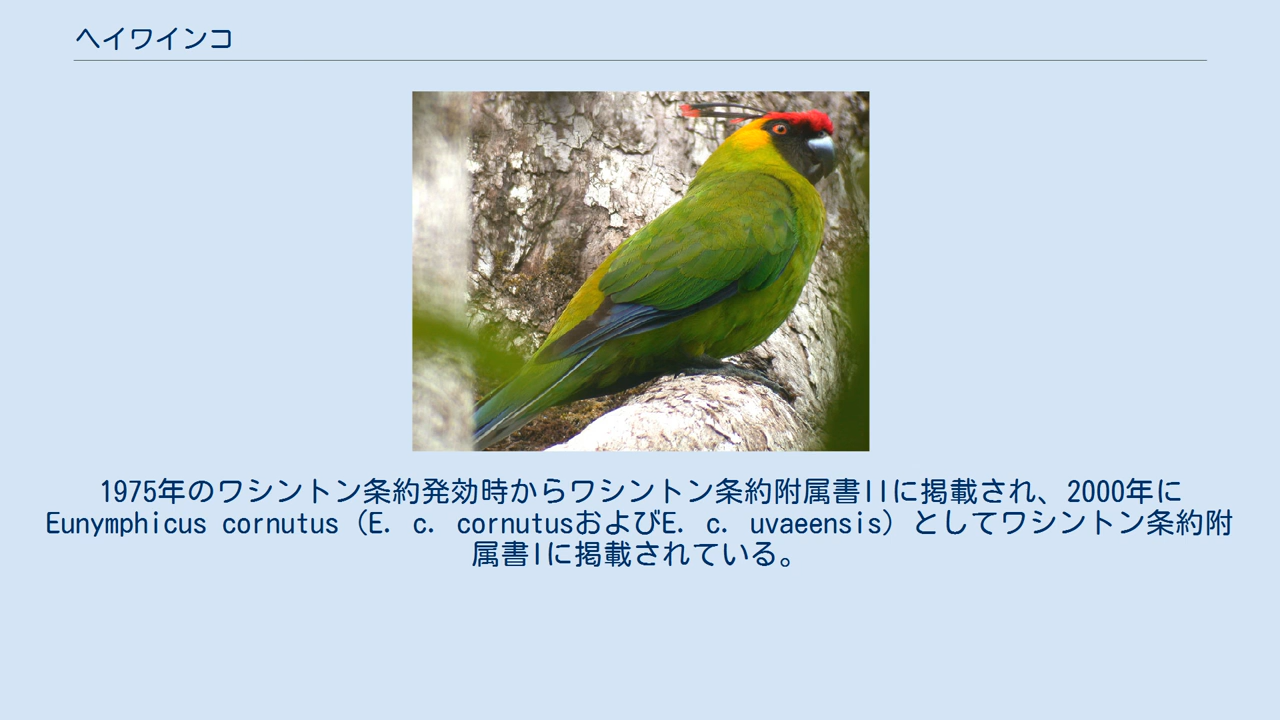 ヘイワインコ
1975年のワシントン条約発効時からワシントン条約附属書IIに掲載され、2000年に
Eunymphicus cornutus（E. c. cornutusおよびE. c. uvaeensis）としてワシントン条約附
属書Iに掲載されている。